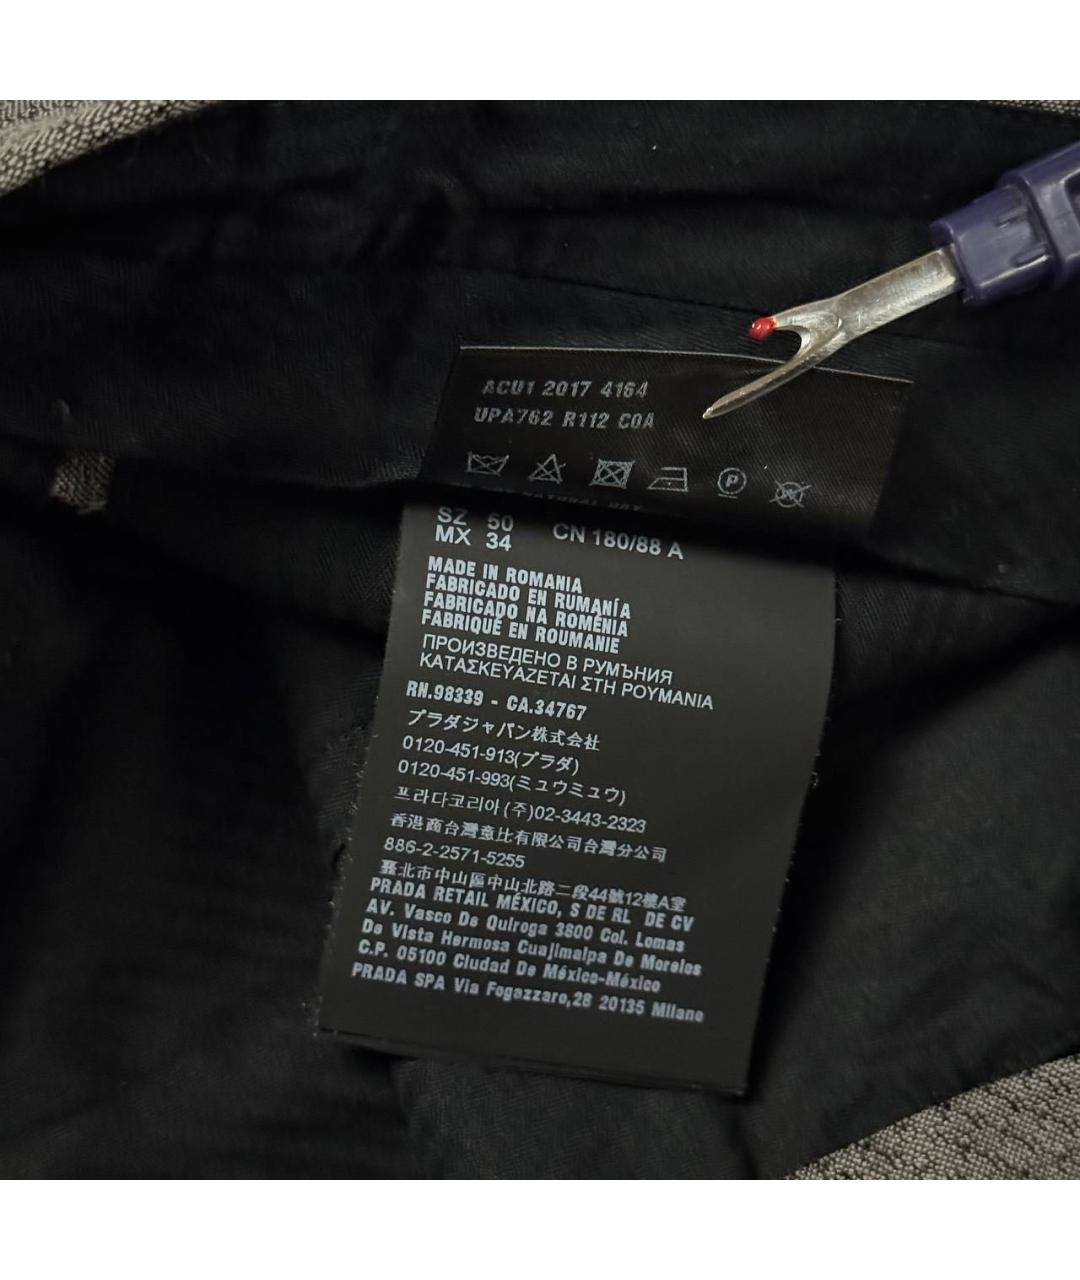 ACU1 2017 4164
UPA762 R112 C0A
P
SZ 50 CN 180/88 A
MX 34
MADE IN ROMANIA
FABRICADO EN RUMANÍA
FABRICADO NA ROMÉNIA
FABRIQUÉ EN ROUMANIE
ПРОИЗВЕДЕНО В РУМЪНИЯ
ΚΑΤΑΣΚΕΥΑΖΕΤΑΙ ΣΤΗ ΡΟΥΜΑΝΙΑ
RN.98339 - CA.34767
プラダジャパン株式会社
0120-451-913(プラダ)
0120-451-993(ミュウミュウ)
프라다코리아(주)02-3443-2323
香港商台灣意比有限公司台灣分公司
886-2-2571-5255
臺北市中山區中山北路二段44號12樓A室
PRADA RETAIL MÉXICO, S DE RL DE CV
AV. Vasco De Quiroga 3800 Col. Lomas
De Vista Hermosa Cuajimalpa De Morelos
C.P. 05100 Ciudad De México-México
PRADA SPA Via Fogazzaro,28 20135 Milano